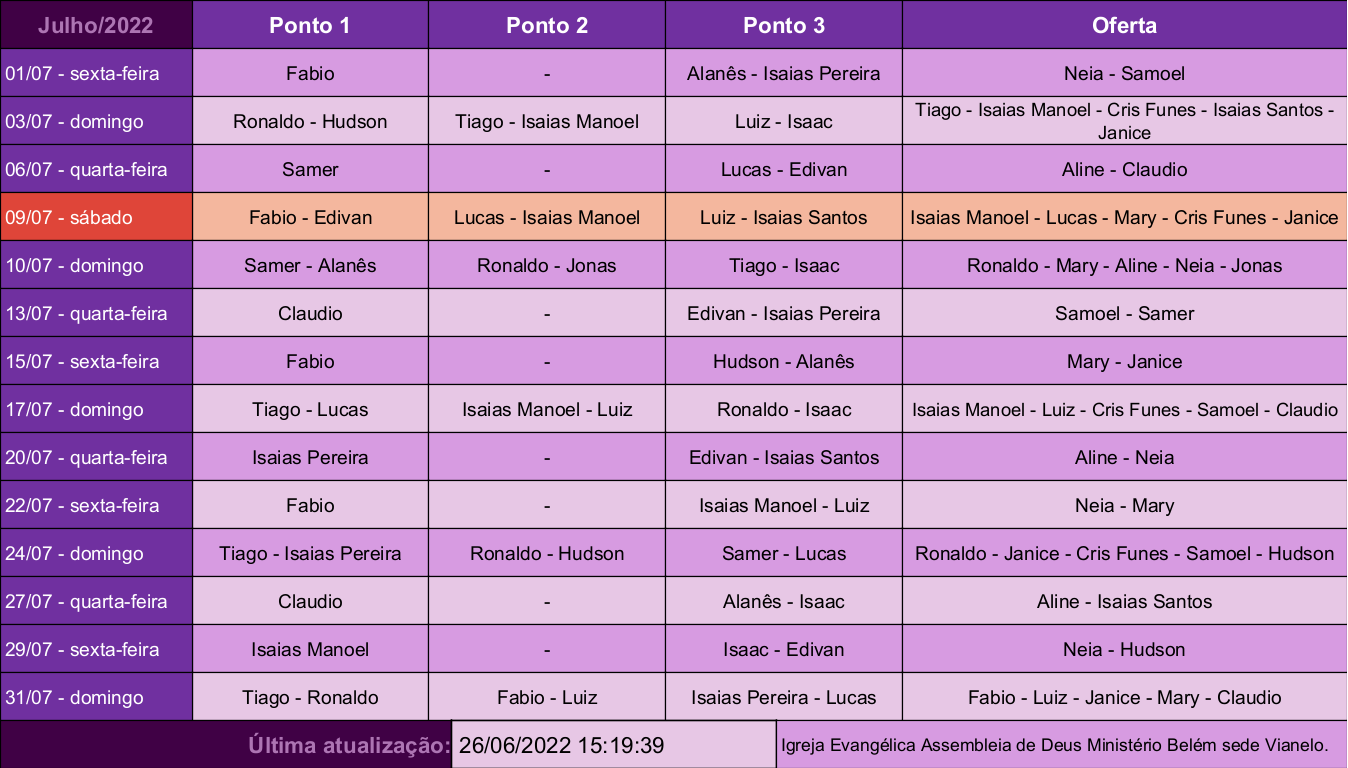 Julho/2022 Ponto 1 Ponto 2 Ponto 3 Oferta
01/07 - sexta-feira Fabio - Alanês - Isaias Pereira Neia - Samoel
03/07 - domingo Ronaldo - Hudson Tiago - Isaias Manoel Luiz - Isaac Tiago - Isaias Manoel - Cris Funes - Isaias Santos -
Janice
06/07 - quarta-feira Samer - Lucas - Edivan Aline - Claudio
09/07 - sábado Fabio - Edivan Lucas - Isaias Manoel Luiz - Isaias Santos Isaias Manoel - Lucas - Mary - Cris Funes - Janice
10/07 - domingo Samer - Alanês Ronaldo - Jonas Tiago - Isaac Ronaldo - Mary - Aline - Neia - Jonas
13/07 - quarta-feira Claudio - Edivan - Isaias Pereira Samoel - Samer
15/07 - sexta-feira Fabio - Hudson - Alanês Mary - Janice
17/07 - domingo Tiago - Lucas Isaias Manoel - Luiz Ronaldo - Isaac Isaias Manoel - Luiz - Cris Funes - Samoel - Claudio
20/07 - quarta-feira Isaias Pereira - Edivan - Isaias Santos Aline - Neia
22/07 - sexta-feira Fabio - Isaias Manoel - Luiz Neia - Mary
24/07 - domingo Tiago - Isaias Pereira Ronaldo - Hudson Samer - Lucas Ronaldo - Janice - Cris Funes - Samoel - Hudson
27/07 - quarta-feira Claudio - Alanês - Isaac Aline - Isaias Santos
29/07 - sexta-feira Isaias Manoel - Isaac - Edivan Neia - Hudson
31/07 - domingo Tiago - Ronaldo Fabio - Luiz Isaias Pereira - Lucas Fabio - Luiz - Janice - Mary - Claudio
Última atualização: 26/06/2022 15:19:39 Igreja Evangélica Assembleia de Deus Ministério Belém sede Vianelo.